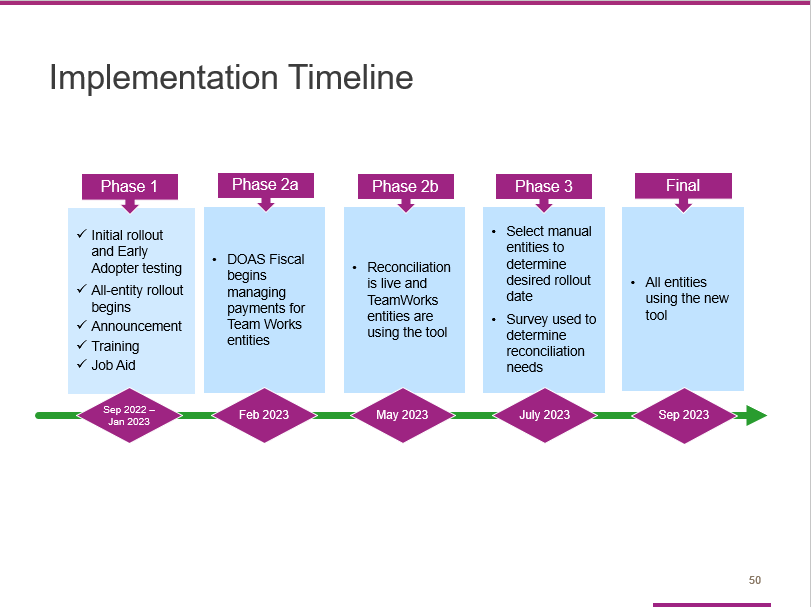 Implementation Timeline
Phase 1
✓ Initial rollout
and Early
Adopter testing
✓ All-entity rollout
begins
✓ Announcement
✓ Training
✓ Job Aid
Sep 2022 –
Jan 2023
Phase 2a
• DOAS Fiscal
begins
managing
payments for
Team Works
entities
Feb 2023
Phase 2b
• Reconciliation
is live and
TeamWorks
entities are
using the tool
May 2023
Phase 3
• Select manual
entities to
determine
desired rollout
date
• Survey used to
determine
reconciliation
needs
July 2023
Final
• All entities
using the new
tool
Sep 2023
50